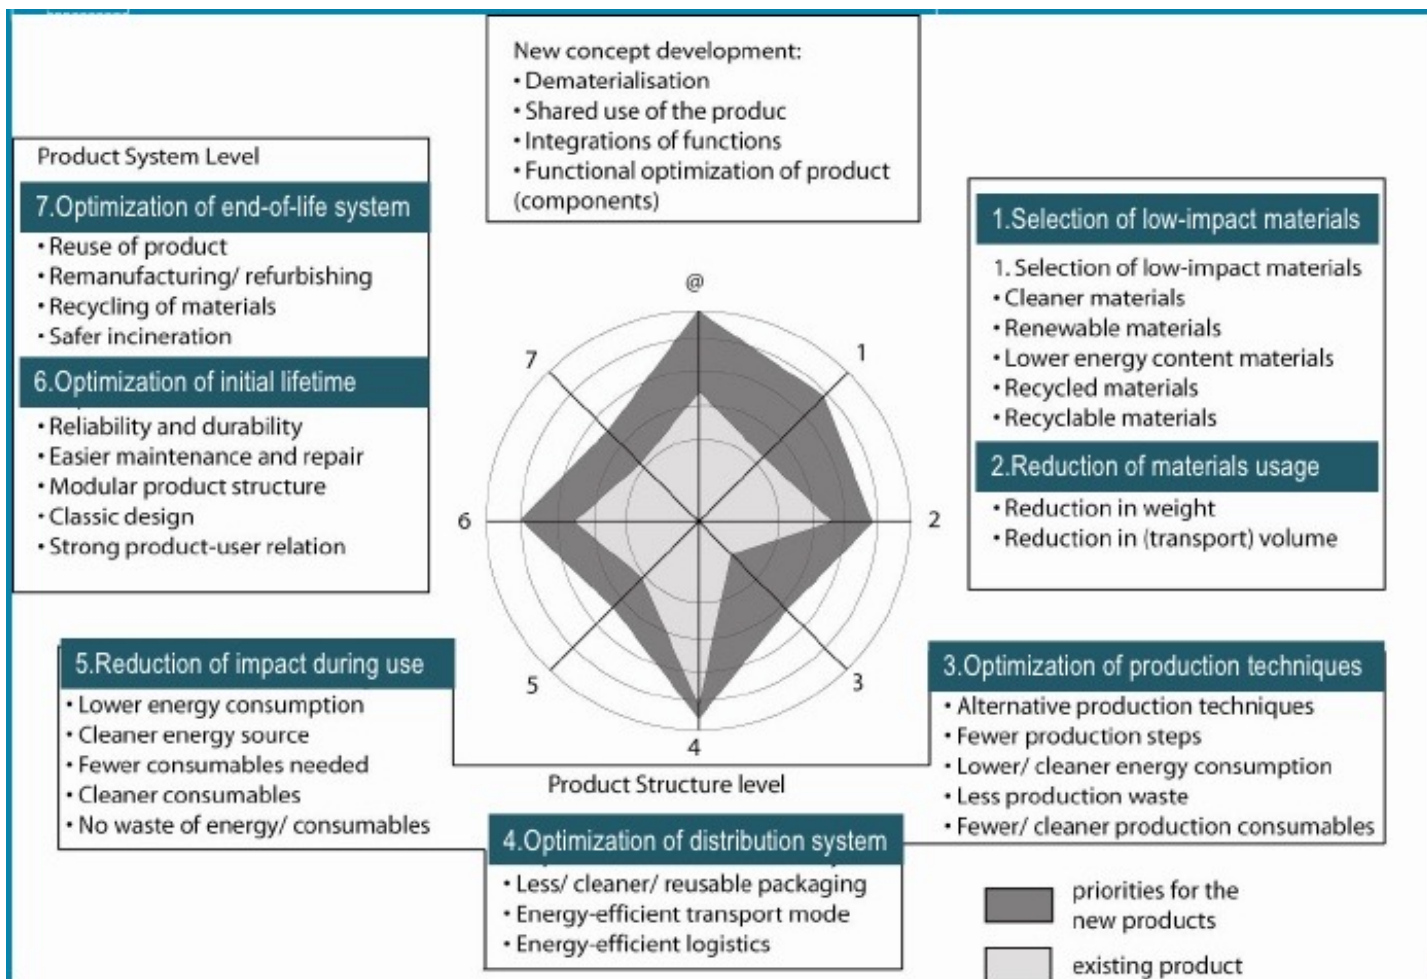 New concept development:
• Dematerialisation
• Shared use of the produc
• Integrations of functions
• Functional optimization of product
(components)
Product System Level
7.Optimization of end-of-life system
• Reuse of product
• Remanufacturing/ refurbishing
• Recycling of materials
• Safer incineration
6.Optimization of initial lifetime
• Reliability and durability
• Easier maintenance and repair
• Modular product structure
• Classic design
• Strong product-user relation
1.Selection of low-impact materials
1. Selection of low-impact materials
• Cleaner materials
• Renewable materials
• Lower energy content materials
• Recycled materials
• Recyclable materials
2.Reduction of materials usage
• Reduction in weight
• Reduction in (transport) volume
@
1
2
3
4
5
6
7
5.Reduction of impact during use
• Lower energy consumption
• Cleaner energy source
• Fewer consumables needed
• Cleaner consumables
• No waste of energy/ consumables
Product Structure level
4.Optimization of distribution system
• Less/ cleaner/ reusable packaging
• Energy-efficient transport mode
• Energy-efficient logistics
3.Optimization of production techniques
• Alternative production techniques
• Fewer production steps
• Lower/ cleaner energy consumption
• Less production waste
• Fewer/ cleaner production consumables
priorities for the
new products
existing product